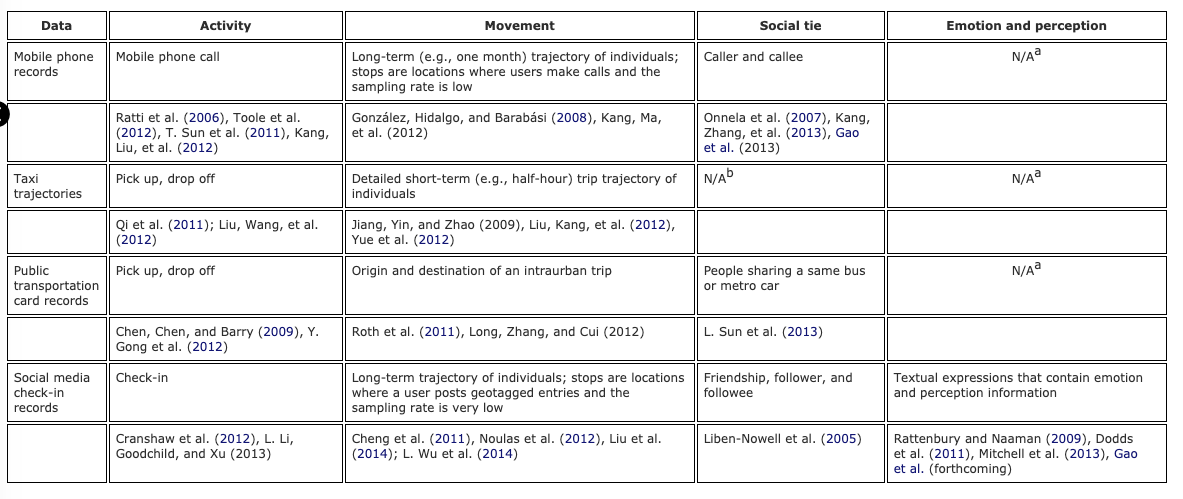 Data Activity Movement Social tie Emotion and perception
Mobile phone
records
Mobile phone call
Long-term (e.g., one month) trajectory of individuals;
stops are locations where users make calls and the
sampling rate is low
Caller and callee
N/Aa
Ratti et al. (2006), Toole et al.
(2012), T. Sun et al. (2011), Kang,
Liu, et al. (2012)
González, Hidalgo, and Barabási (2008), Kang, Ma,
et al. (2012)
Onnela et al. (2007), Kang,
Zhang, et al. (2013), Gao
et al. (2013)
Taxi
trajectories
Pick up, drop off
Detailed short-term (e.g., half-hour) trip trajectory of
individuals
N/Ab
N/Aa
Qi et al. (2011); Liu, Wang, et al.
(2012)
Jiang, Yin, and Zhao (2009), Liu, Kang, et al. (2012),
Yue et al. (2012)
Public
transportation
card records
Pick up, drop off
Origin and destination of an intraurban trip
People sharing a same bus
or metro car
N/Aa
Chen, Chen, and Barry (2009), Y.
Gong et al. (2012)
Roth et al. (2011), Long, Zhang, and Cui (2012)
L. Sun et al. (2013)
Social media
check-in
records
Check-in
Long-term trajectory of individuals; stops are locations
where a user posts geotagged entries and the
sampling rate is very low
Friendship, follower, and
followee
Textual expressions that contain emotion
and perception information
Cranshaw et al. (2012), L. Li,
Goodchild, and Xu (2013)
Cheng et al. (2011), Noulas et al. (2012), Liu et al.
(2014); L. Wu et al. (2014)
Liben-Nowell et al. (2005)
Rattenbury and Naaman (2009), Dodds
et al. (2011), Mitchell et al. (2013), Gao
et al. (forthcoming)